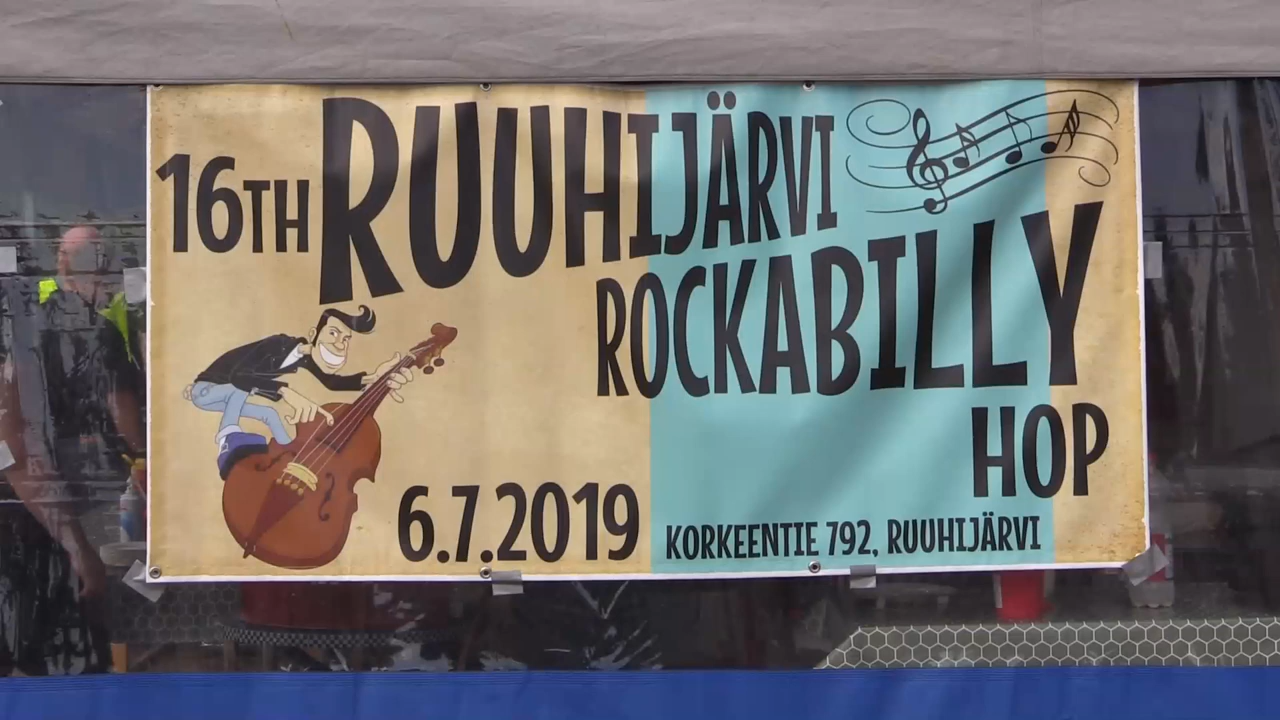 16TH RUUHIJÄRVI
ROCKABILLY
HOP
6.7.2019
KORKEENTIE 792, RUUHIJÄRVI